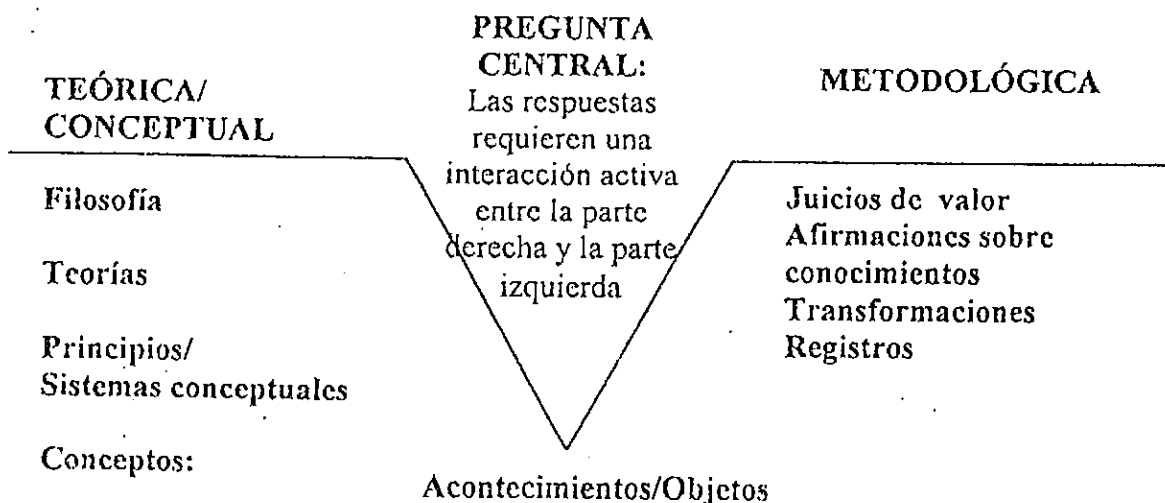 TEÓRICA/
CONCEPTUAL
Filosofía
Teorías
Principios/
Sistemas conceptuales
Conceptos:
PREGUNTA
CENTRAL:
Las respuestas
requieren una
interacción activa
entre la parte
derecha y la parte
izquierda
METODOLÓGICA
Juicios de valor
Afirmaciones sobre
conocimientos
Transformaciones
Registros
Acontecimientos/Objetos